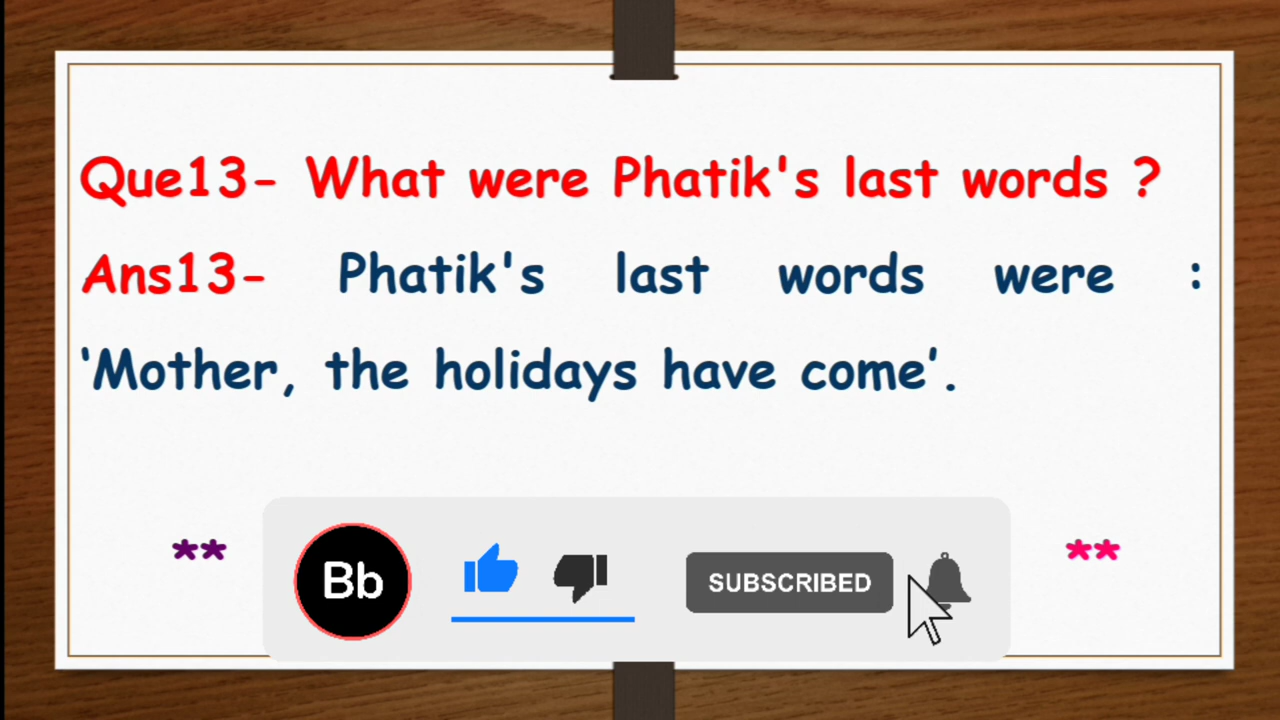 Que13- What were Phatik's last words ?
Ans13- Phatik's last words were :
‘Mother, the holidays have come’.
** **
Bb SUBSCRIBED